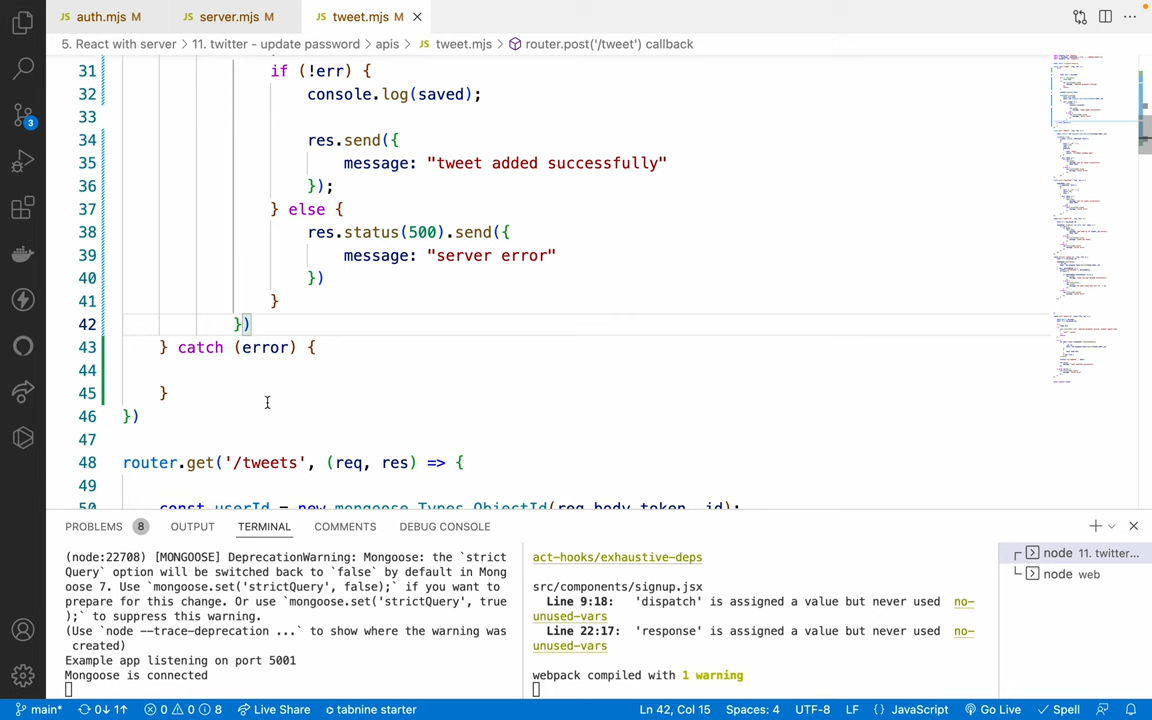 JS auth.mjs M
JS server.mjs M
JS tweet.mjs M
5. React with server > 11. twitter - update password > apis > JS tweet.mjs > router.post('/tweet') callback
31 if (!err) {
32 console.log(saved);
33
34 res.send({
35 message: "tweet added successfully"
36 });
37 } else {
38 res.status(500).send({
39 message: "server error"
40 })
41 }
42 })
43 } catch (error) {
44
45 }
46 })
47
48 router.get('/tweets', (req, res) => {
49
50 const userId = new mongoose.Types.ObjectId(req.body.token._id);
3
PROBLEMS 8 OUTPUT TERMINAL COMMENTS DEBUG CONSOLE
(node:22708) [MONGOOSE] DeprecationWarning: Mongoose: the `strict
Query` option will be switched back to `false` by default in Mong
oose 7. Use `mongoose.set('strictQuery', false);` if you want to
prepare for this change. Or use `mongoose.set('strictQuery', true
);` to suppress this warning.
(Use `node --trace-deprecation ...` to show where the warning was
created)
Example app listening on port 5001
Mongoose is connected
act-hooks/exhaustive-deps
src/components/signup.jsx
Line 9:18: 'dispatch' is assigned a value but never used no-
unused-vars
Line 22:17: 'response' is assigned a value but never used no-
unused-vars
webpack compiled with 1 warning
node 11. twitter...
node web
main* 0↓ 1↑ 0 0 8 Live Share tabnine starter Ln 42, Col 15 Spaces: 4 UTF-8 LF {} JavaScript Go Live Spell